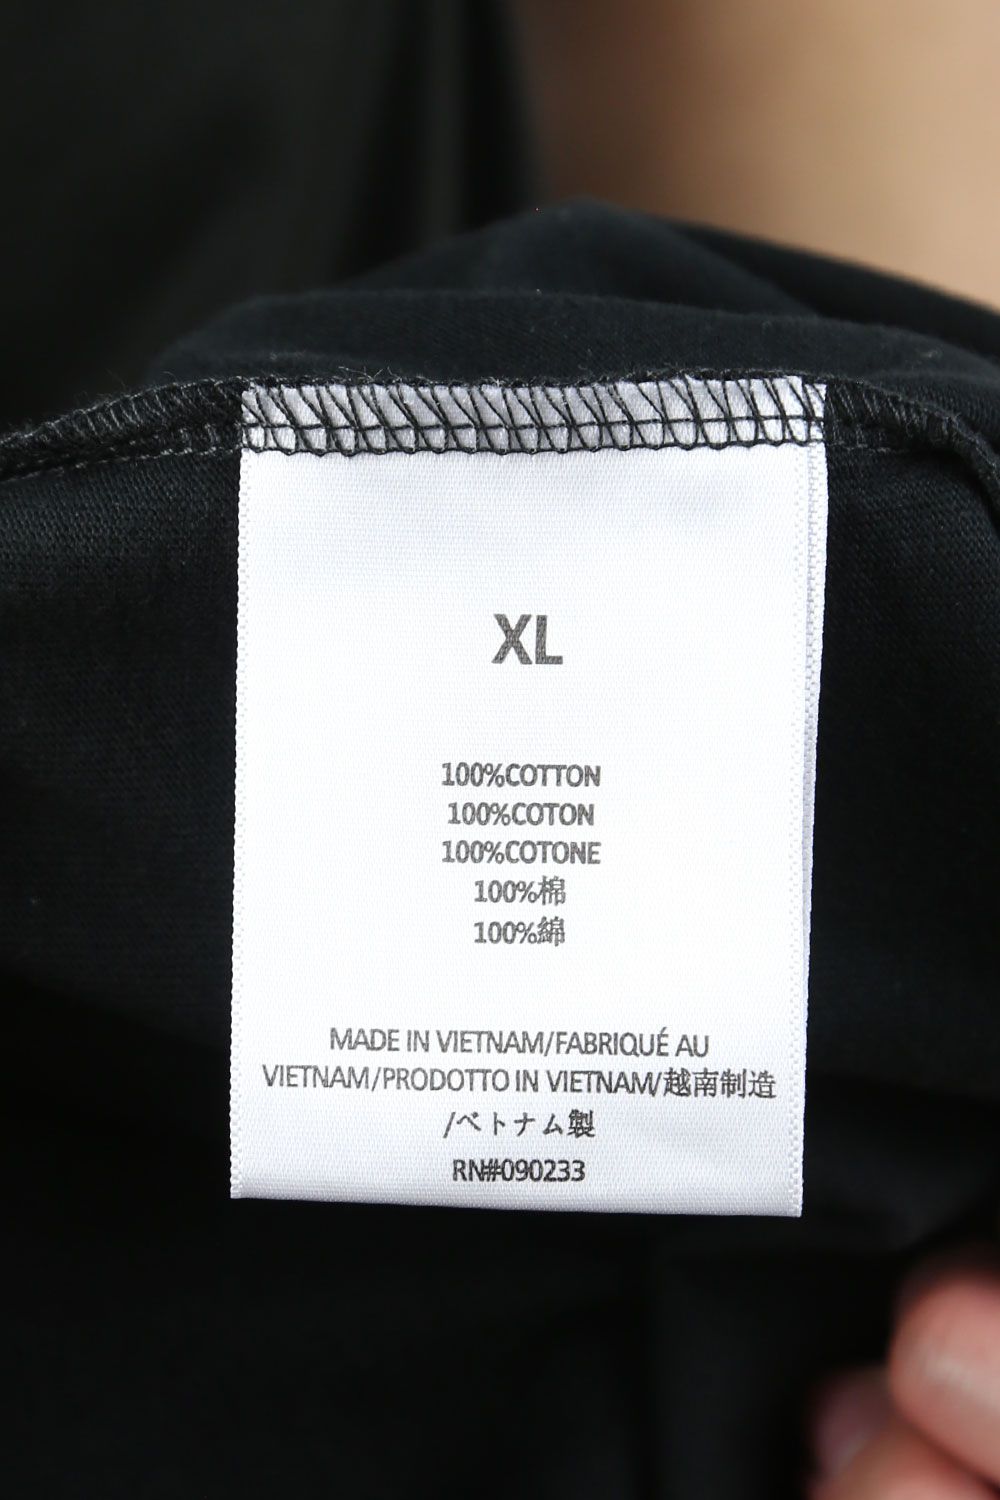 XL
100%COTTON
100%COTON
100%COTONE
100%棉
100%綿
MADE IN VIETNAM/FABRIQUÉ AU
VIETNAM/PRODOTTO IN VIETNAM/越南制造
/ベトナム製
RN#090233